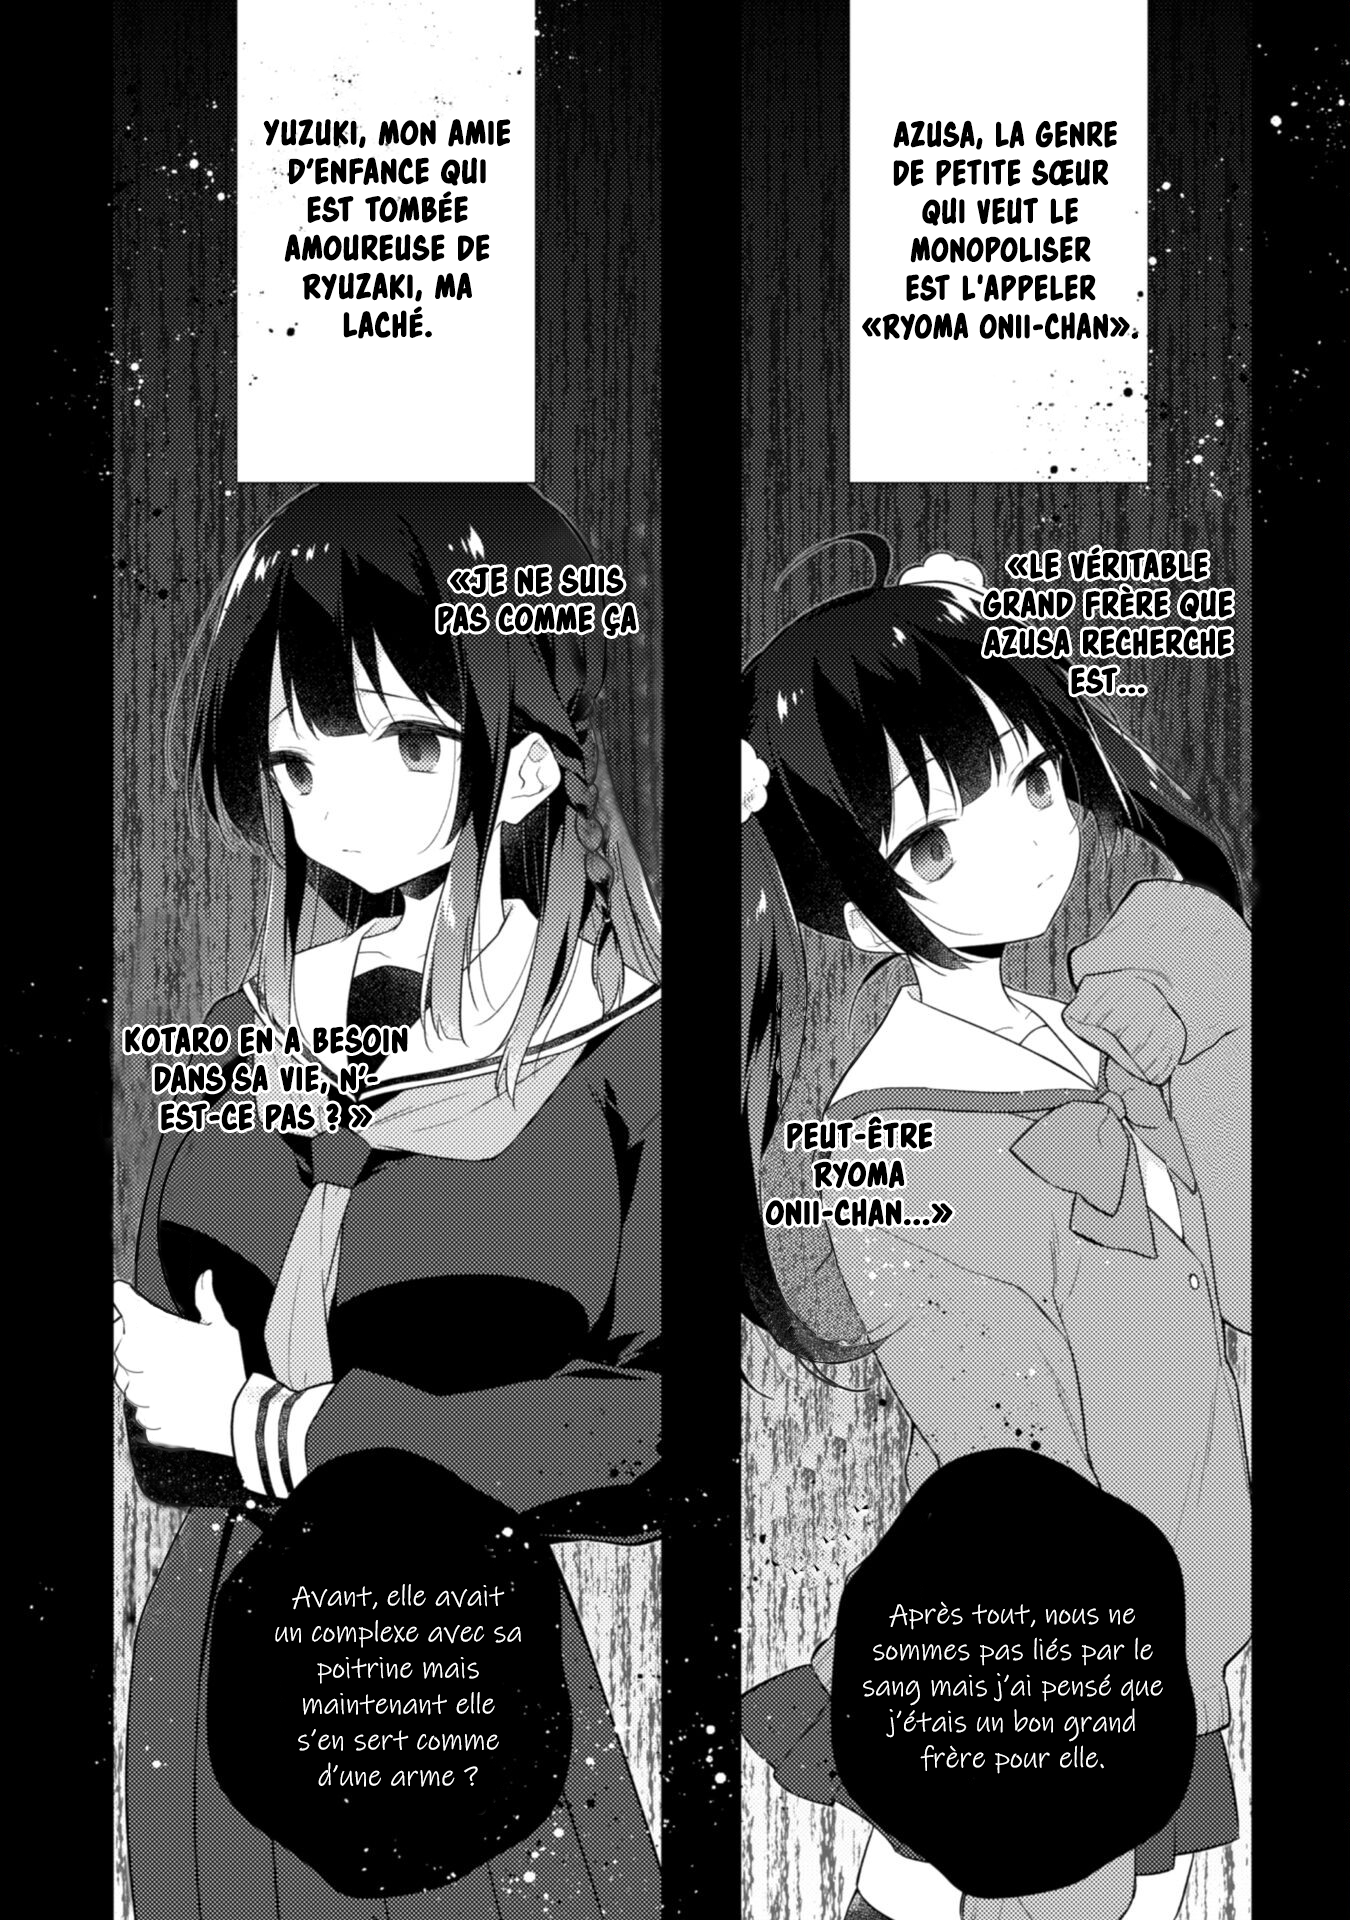 AZUSA, LA GENRE
DE PETITE SŒUR
QUI VEUT LE
MONOPOLISER
EST L'APPELER
«RYOMA ONII-CHAN».
«LE VÉRITABLE
GRAND FRÈRE QUE
AZUSA RECHERCHE
EST...
PEUT-ÊTRE
RYOMA
ONII-CHAN...»
Après tout, nous ne
sommes pas liés par le
sang mais j'ai pensé que
j'étais un bon grand
frère pour elle.
YUZUKI, MON AMIE
D'ENFANCE QUI
EST TOMBÉE
AMOUREUSE DE
RYUZAKI, MA
LACHÉ.
«JE NE SUIS
PAS COMME ÇA
KOTARO EN A BESOIN
DANS SA VIE, N'-
EST-CE PAS ? »
Avant, elle avait
un complexe avec sa
poitrine mais
maintenant elle
s'en sert comme
d'une arme ?